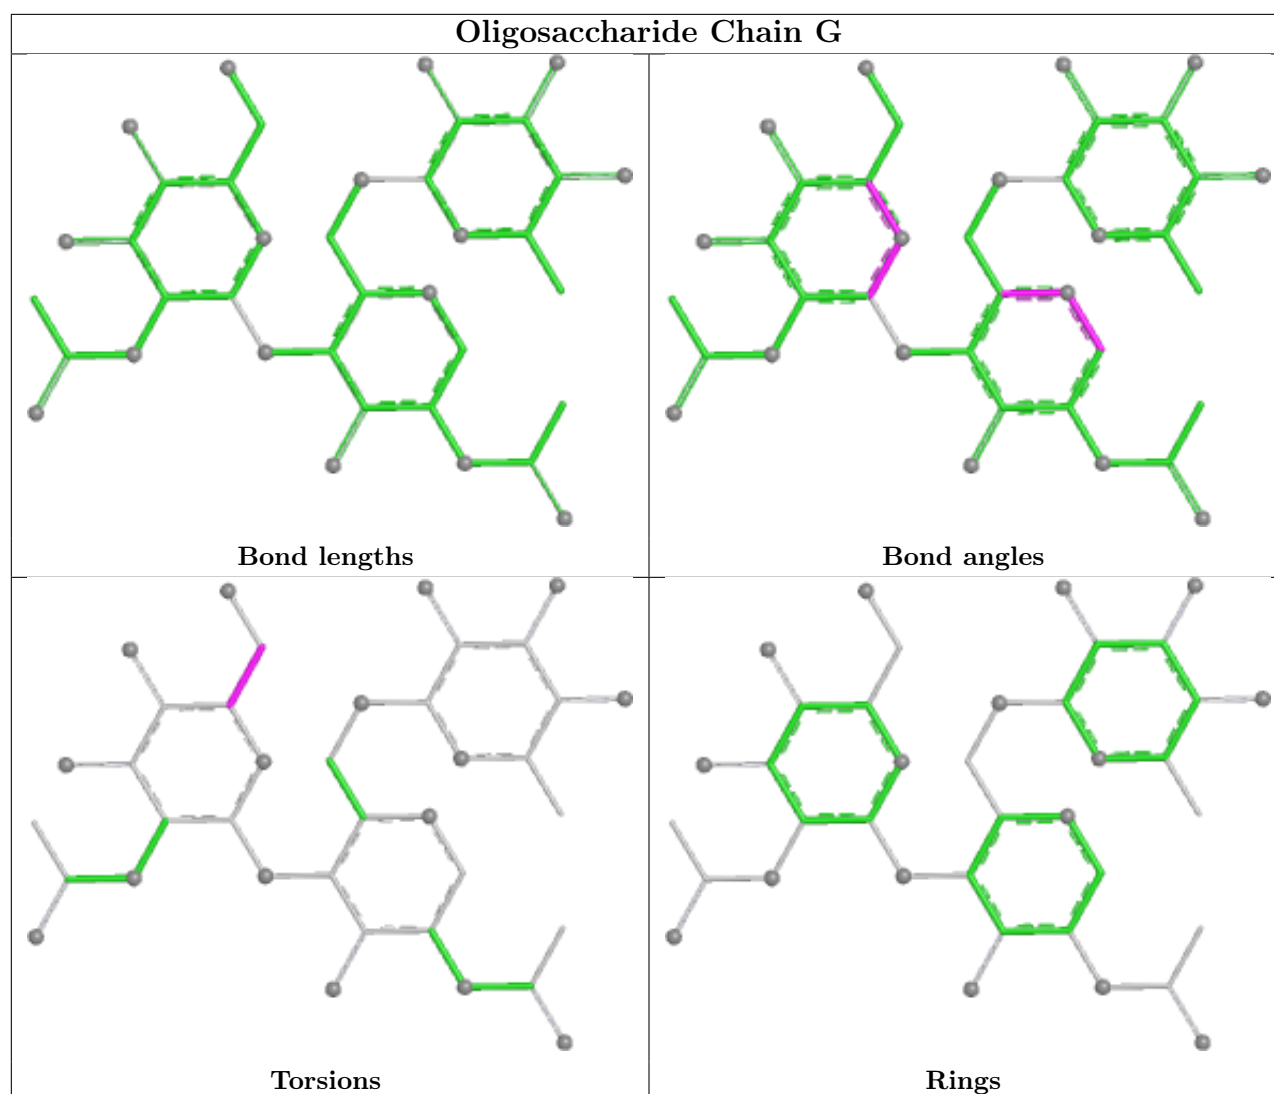 Oligosaccharide Chain G
Bond lengths
Bond angles
Torsions
Rings